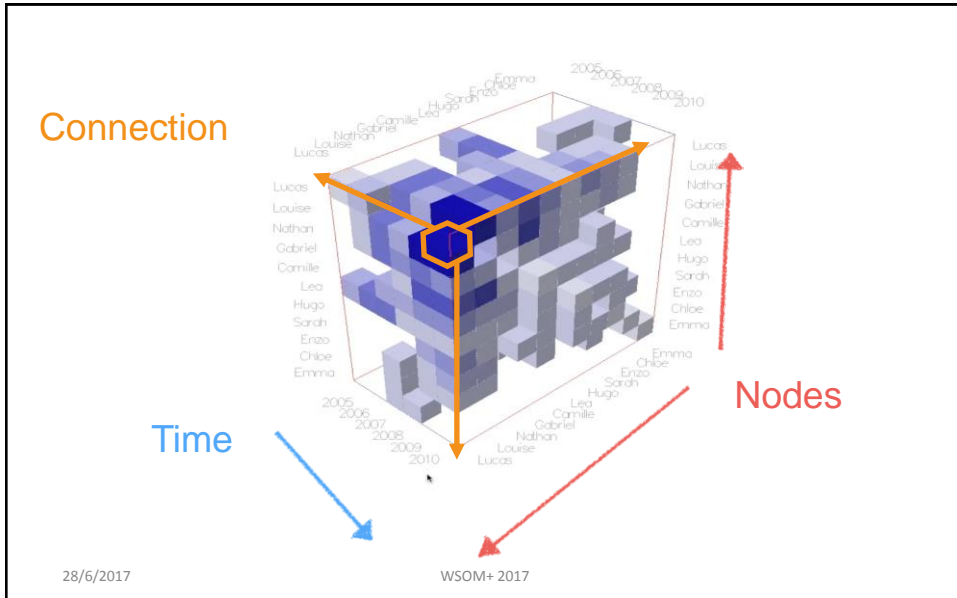 Connection
Emma
Chloe
Enzo
Sarah
Hugo
Lea
Camille
Gabriel
Nathan
Louise
Lucas
2005
2006
2007
2008
2009
2010
Lucas
Louise
Nathan
Gabriel
Camille
Lea
Hugo
Sarah
Enzo
Chloe
Emma
Lucas
Louise
Nathan
Gabriel
Camille
Lea
Hugo
Sarah
Enzo
Chloe
Emma
2005
2006
2007
2008
2009
2010
Emma
Chloe
Enzo
Sarah
Hugo
Lea
Camille
Gabriel
Nathan
Louise
Lucas
Time
Nodes
28/6/2017
WSOM+ 2017